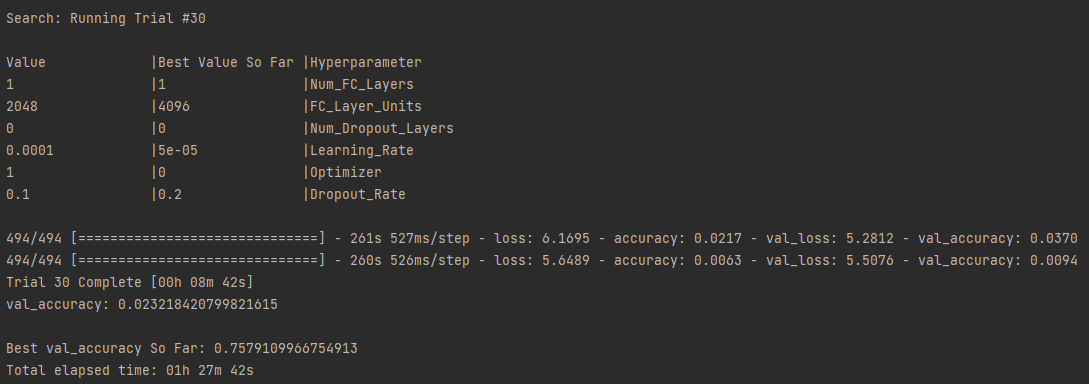 Search: Running Trial #30
Value |Best Value So Far |Hyperparameter
1 |1 |Num_FC_Layers
2048 |4096 |FC_Layer_Units
0 |0 |Num_Dropout_Layers
0.0001 |5e-05 |Learning_Rate
1 |0 |Optimizer
0.1 |0.2 |Dropout_Rate
494/494 [==============================] - 261s 527ms/step - loss: 6.1695 - accuracy: 0.0217 - val_loss: 5.2812 - val_accuracy: 0.0370
494/494 [==============================] - 260s 526ms/step - loss: 5.6489 - accuracy: 0.0063 - val_loss: 5.5076 - val_accuracy: 0.0094
Trial 30 Complete [00h 08m 42s]
val_accuracy: 0.023218420799821615
Best val_accuracy So Far: 0.7579109966754913
Total elapsed time: 01h 27m 42s